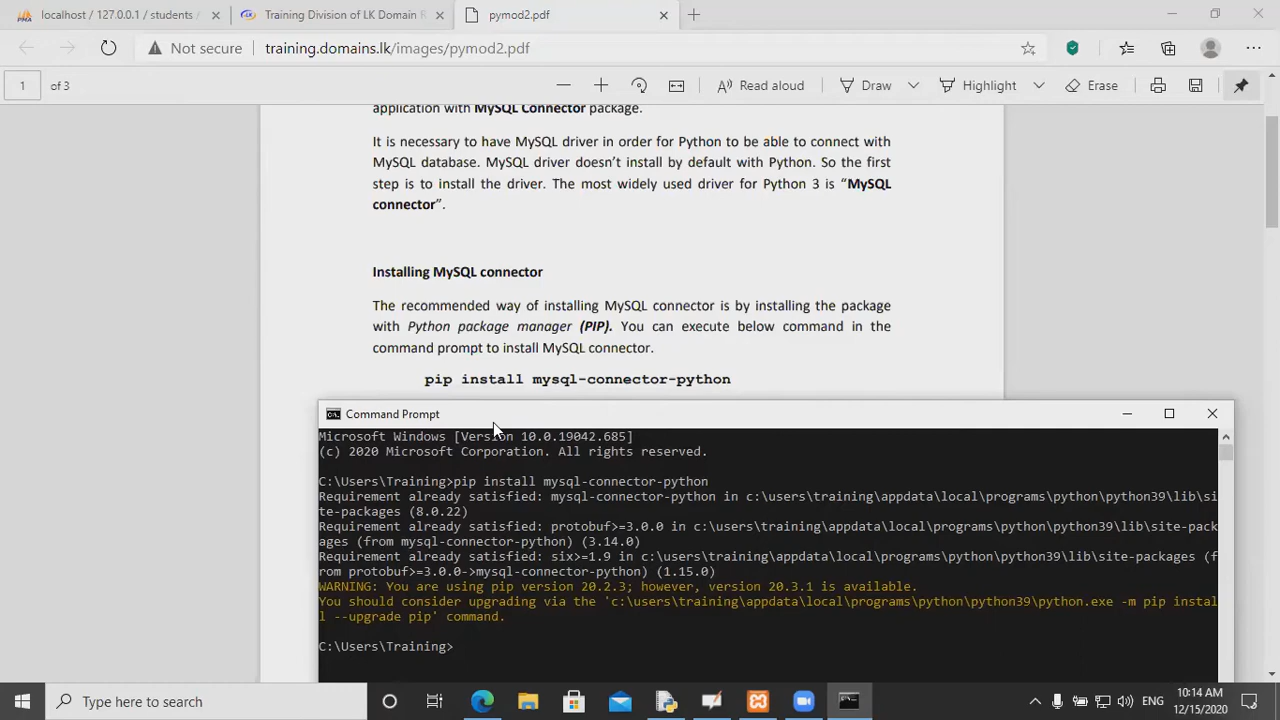 localhost / 127.0.0.1 / students /
Training Division of LK Domain R
pymod2.pdf
Not secure
training.domains.lk/images/pymod2.pdf
1 of 3
Read aloud
Draw
Highlight
Erase
application with MySQL Connector package.
It is necessary to have MySQL driver in order for Python to be able to connect with
MySQL database. MySQL driver doesn't install by default with Python. So the first
step is to install the driver. The most widely used driver for Python 3 is “MySQL
connector”.
Installing MySQL connector
The recommended way of installing MySQL connector is by installing the package
with Python package manager (PIP). You can execute below command in the
command prompt to install MySQL connector.
pip install mysql-connector-python
Command Prompt
Microsoft Windows [Version 10.0.19042.685]
(c) 2020 Microsoft Corporation. All rights reserved.
C:\Users\Training>pip install mysql-connector-python
Requirement already satisfied: mysql-connector-python in c:\users\training\appdata\local\programs\python\python39\lib\si
te-packages (8.0.22)
Requirement already satisfied: protobuf>=3.0.0 in c:\users\training\appdata\local\programs\python\python39\lib\site-pack
ages (from mysql-connector-python) (3.14.0)
Requirement already satisfied: six>=1.9 in c:\users\training\appdata\local\programs\python\python39\lib\site-packages (f
rom protobuf>=3.0.0->mysql-connector-python) (1.15.0)
WARNING: You are using pip version 20.2.3; however, version 20.3.1 is available.
You should consider upgrading via the 'c:\users\training\appdata\local\programs\python\python39\python.exe -m pip instal
l --upgrade pip' command.
C:\Users\Training>
Type here to search
ENG
10:14 AM
12/15/2020